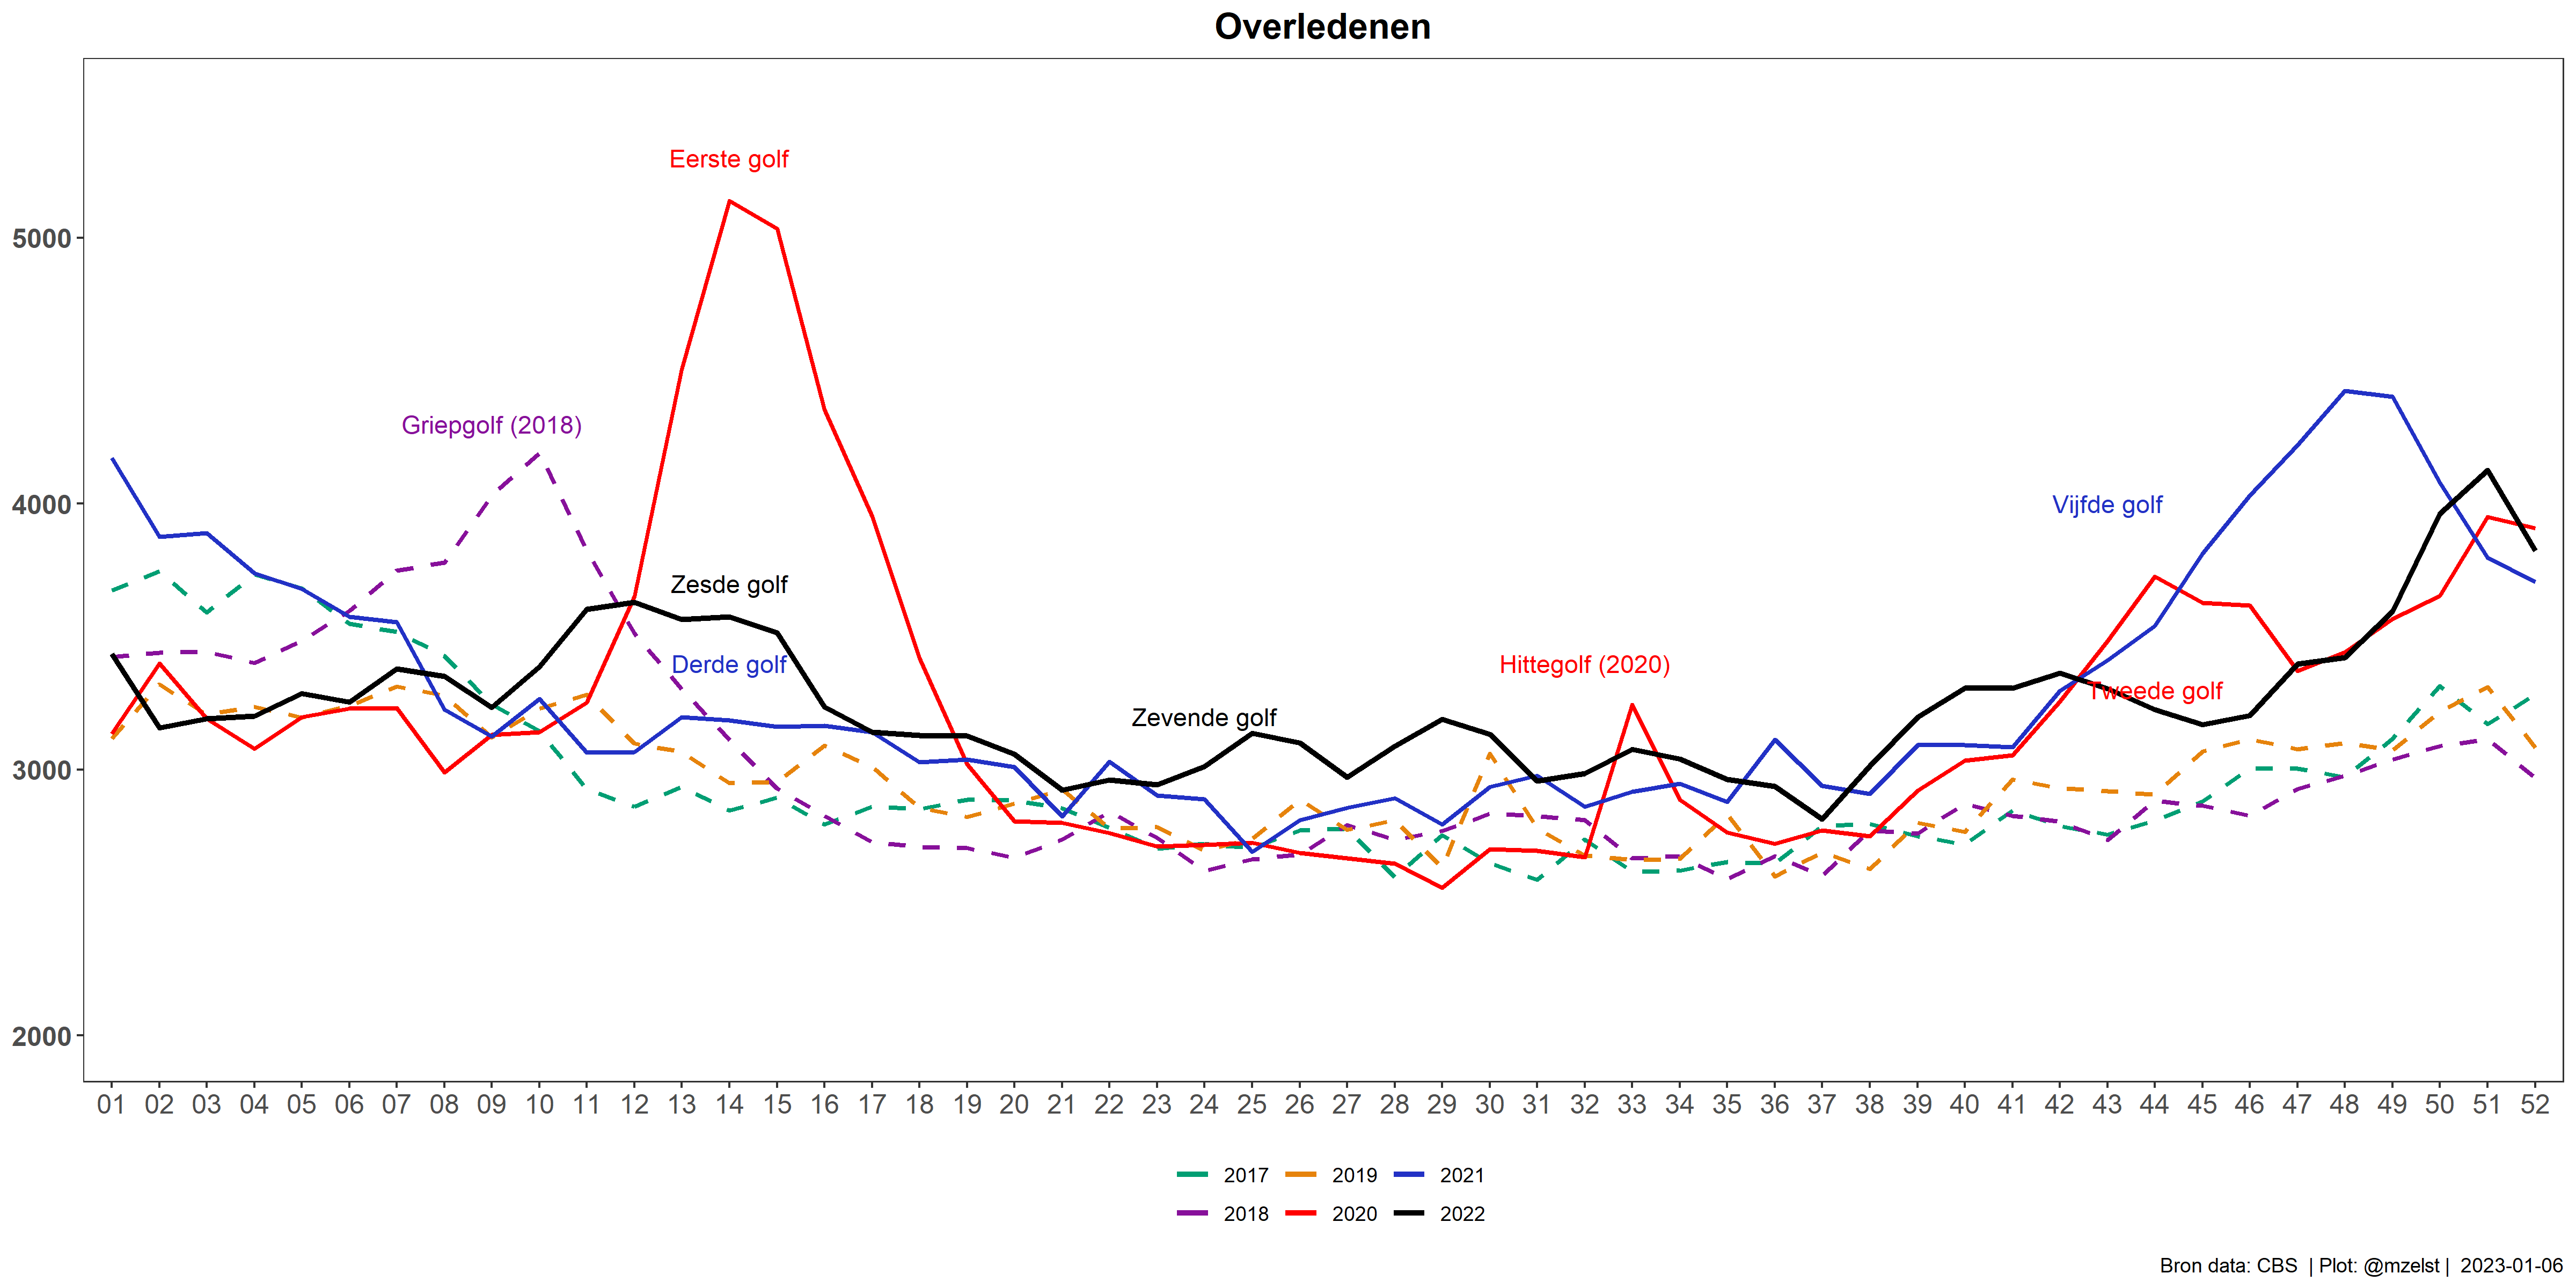 Overledenen
Eerste golf
5000
Griepgolf (2018)
4000
Vijfde golf
Zesde golf
Derde golf
Hittegolf (2020)
Tweede golf
Zevende golf
3000
2000
01 02 03 04 05 06 07 08 09 10 11 12 13 14 15 16 17 18 19 20 21 22 23 24 25 26 27 28 29 30 31 32 33 34 35 36 37 38 39 40 41 42 43 44 45 46 47 48 49 50 51 52
2017 2019 2021
2018 2020 2022
Bron data: CBS | Plot: @mzelst | 2023-01-06